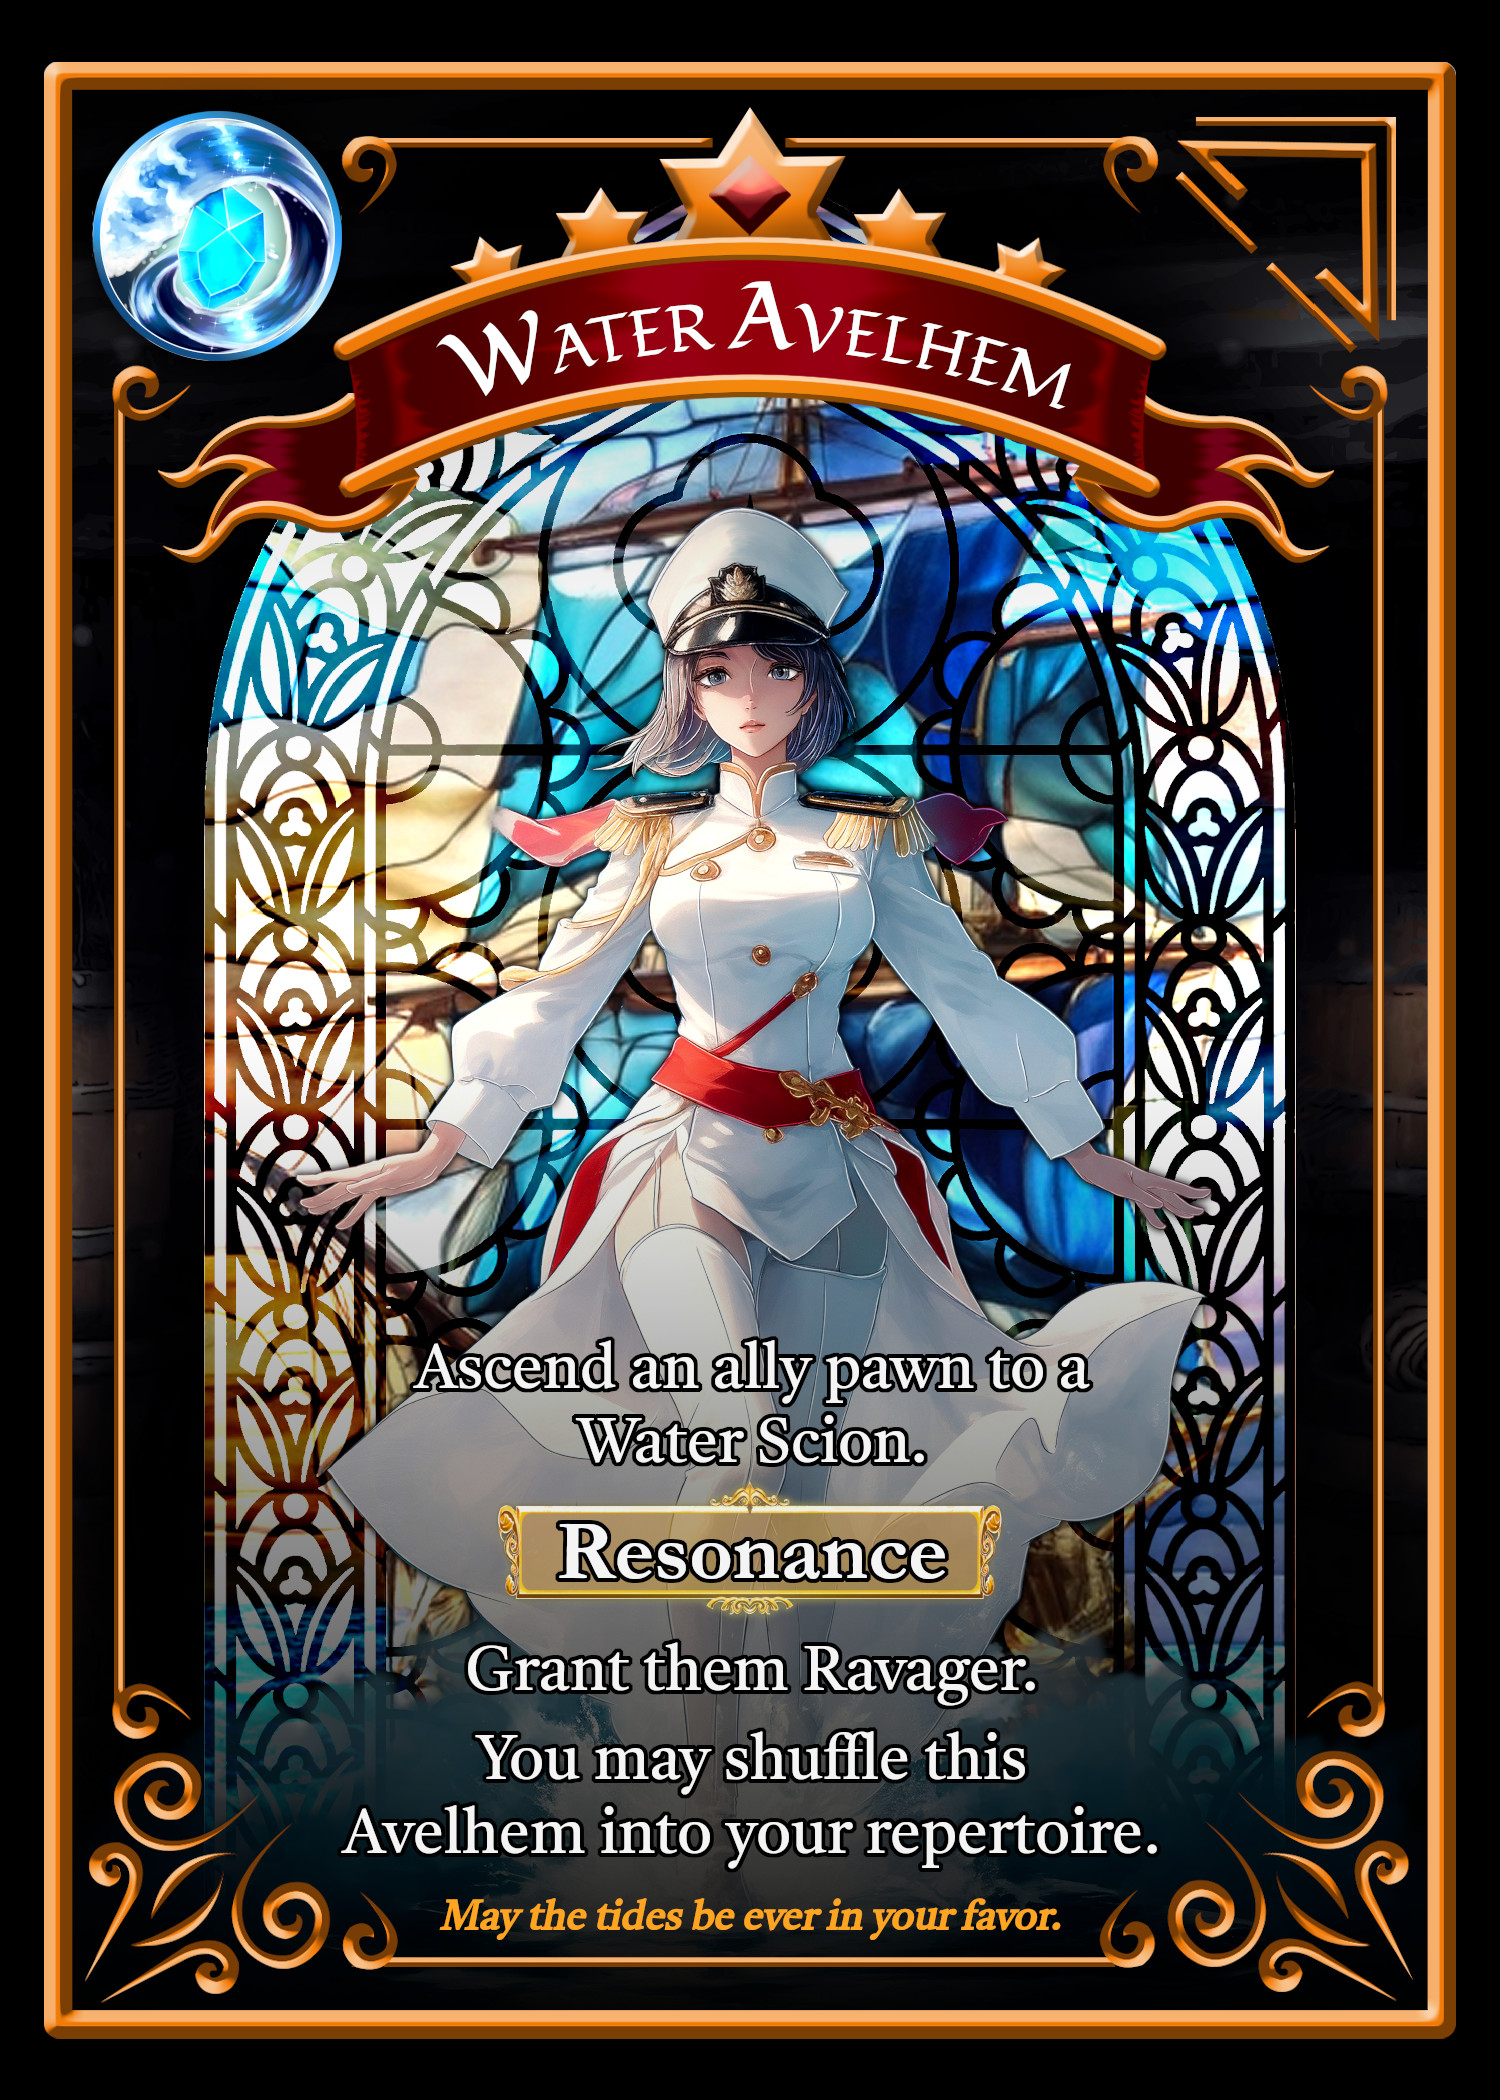 Water Avelhem
Ascend an ally pawn to a
Water Scion.
Resonance
Grant them Ravager.
You may shuffle this
Avelhem into your repertoire.
May the tides be ever in your favor.